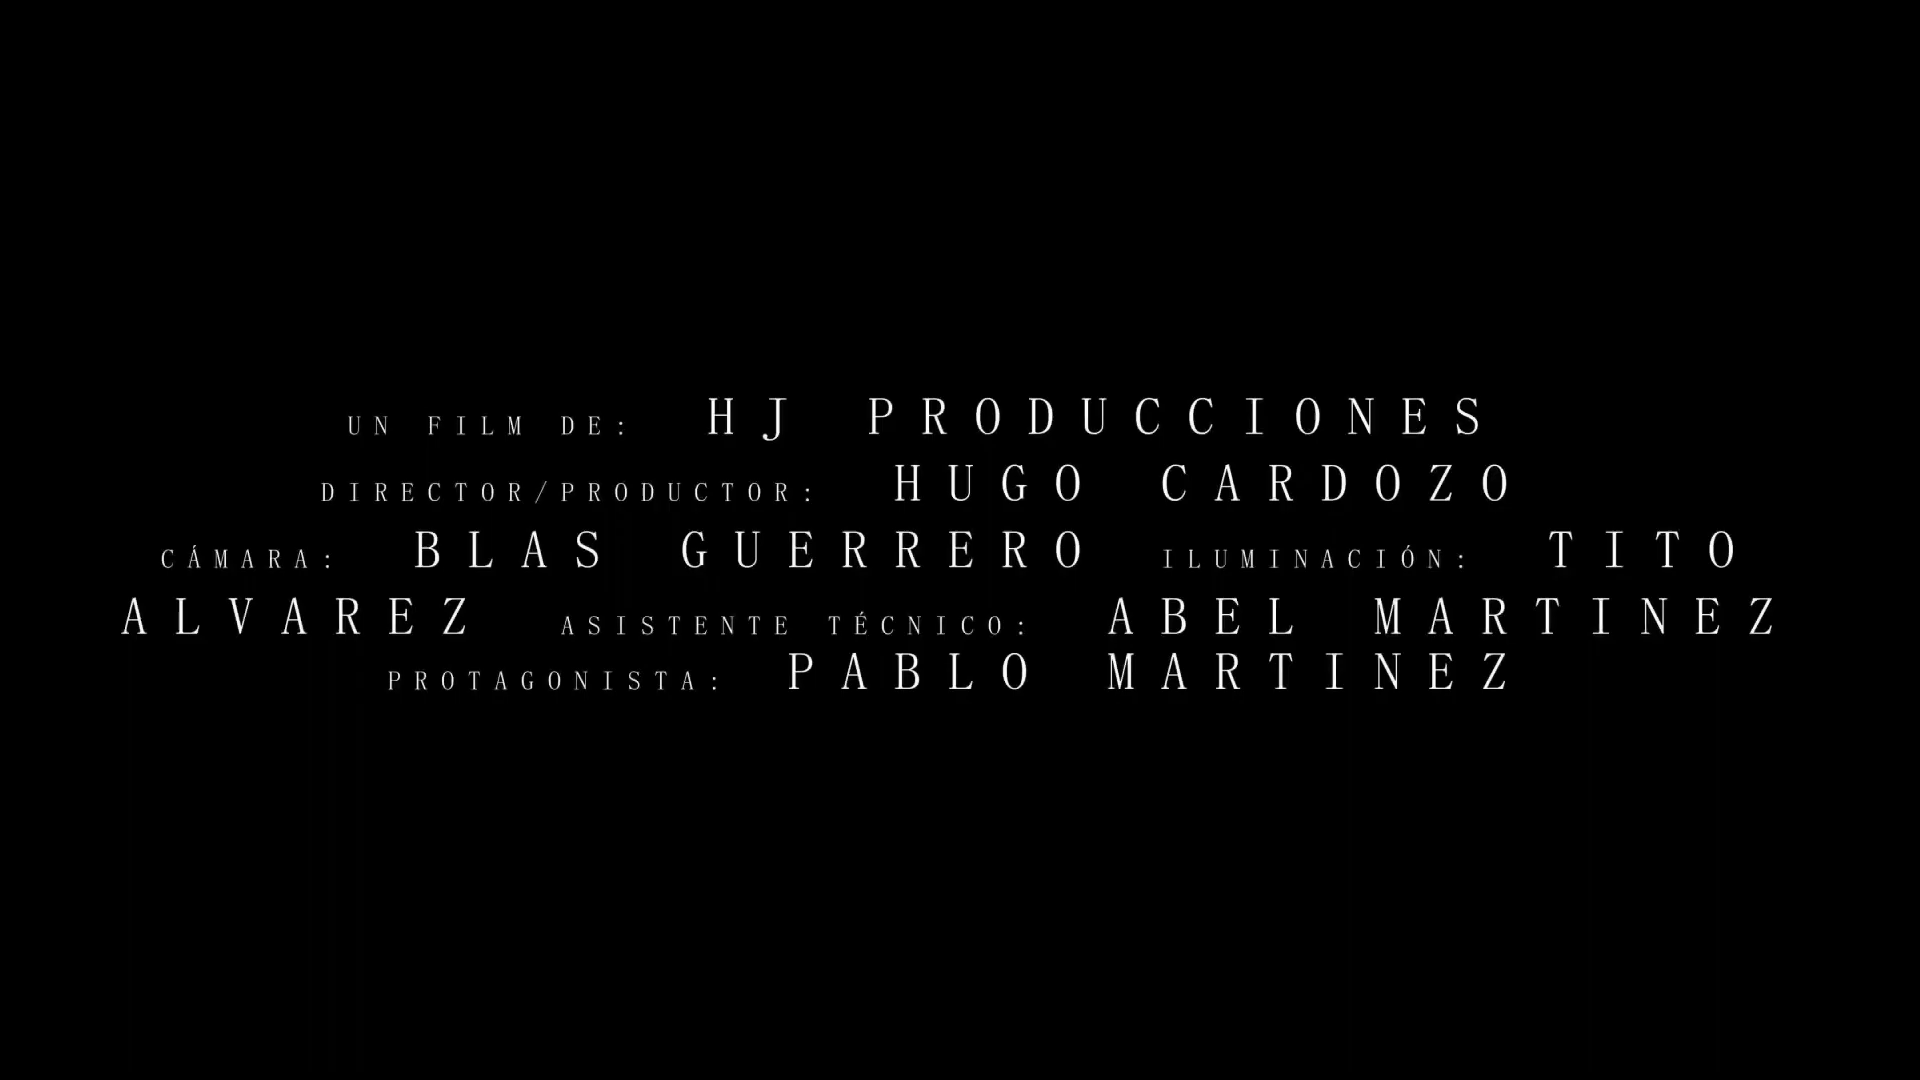 UN FILM DE: HJ PRODUCCIONES
DIRECTOR/PRODUCTOR: HUGO CARDOZO
CÁMARA: BLAS GUERRERO ILUMINACIÓN: TITO
ALVAREZ ASISTENTE TÉCNICO: ABEL MARTINEZ
PROTAGONISTA: PABLO MARTINEZ